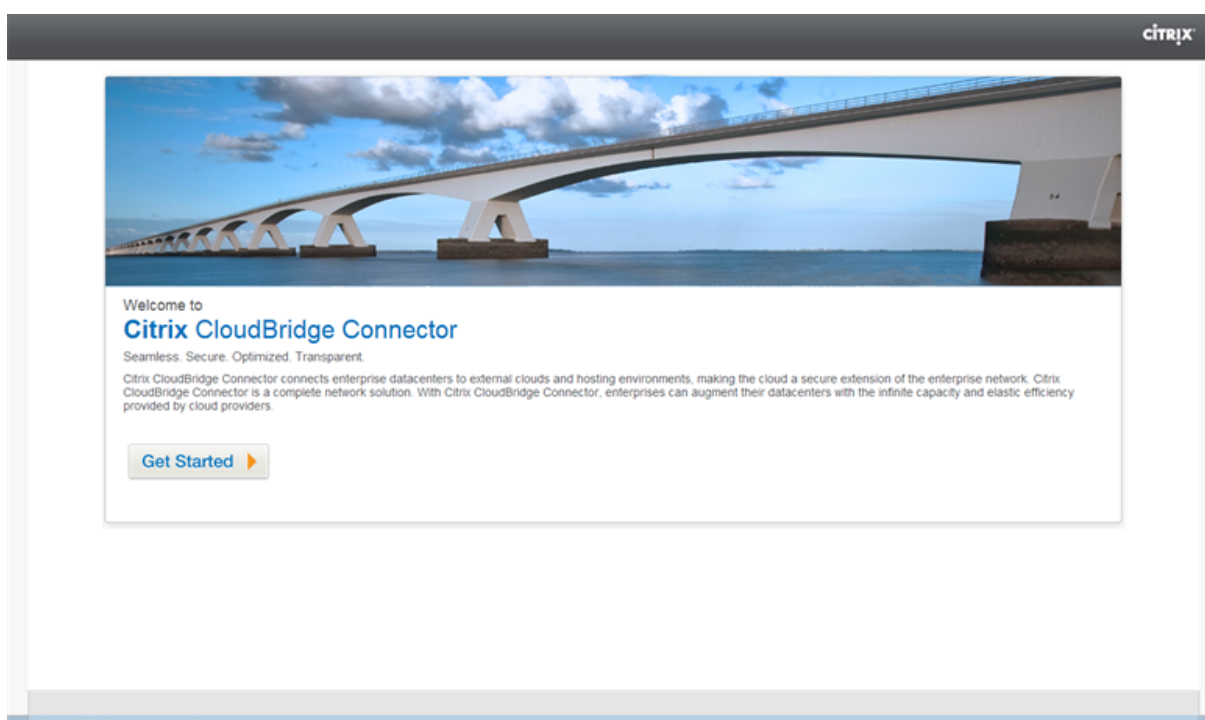 CİTRIX
Welcome to
Citrix CloudBridge Connector
Seamless. Secure. Optimized. Transparent.
Citrix CloudBridge Connector connects enterprise datacenters to external clouds and hosting environments, making the cloud a secure extension of the enterprise network. Citrix
CloudBridge Connector is a complete network solution. With Citrix CloudBridge Connector, enterprises can augment their datacenters with the infinite capacity and elastic efficiency
provided by cloud providers.
Get Started